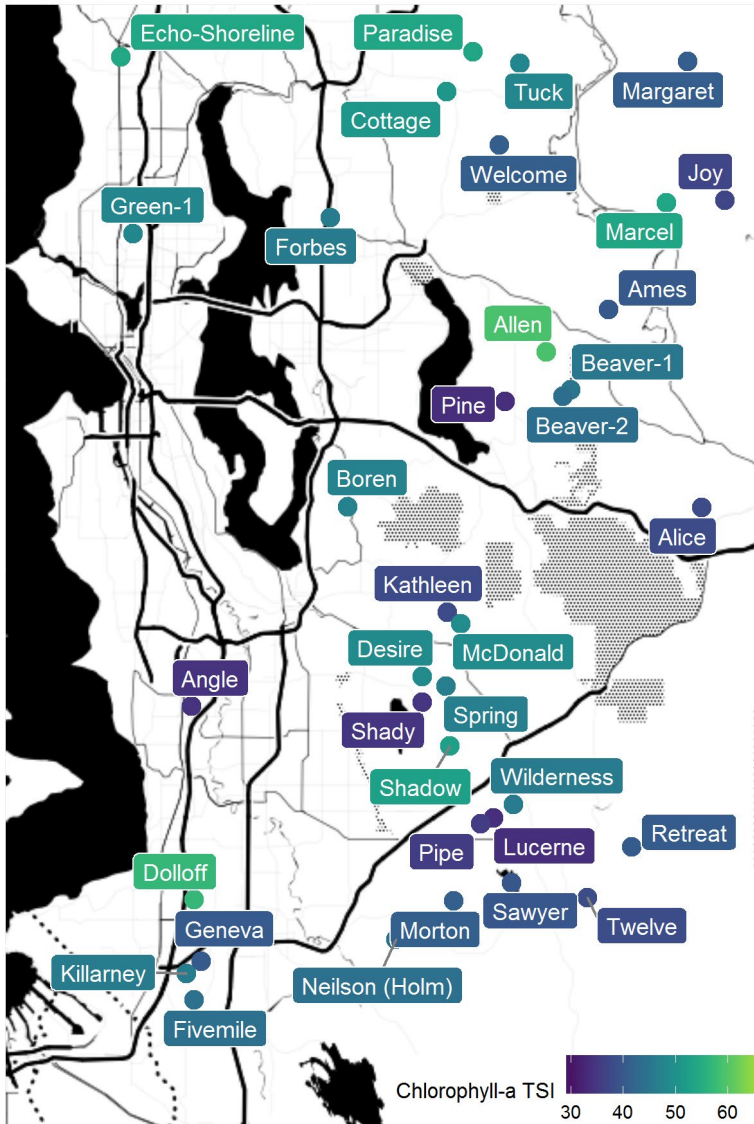 Echo-Shoreline
Paradise
Tuck
Margaret
Cottage
Welcome
Joy
Green-1
Forbes
Marcel
Ames
Allen
Beaver-1
Pine
Beaver-2
Boren
Alice
Kathleen
McDonald
Desire
Angle
Spring
Shady
Shadow
Wilderness
Retreat
Pipe
Lucerne
Dolloff
Sawyer
Geneva
Morton
Twelve
Killarney
Neilson (Holm)
Fivemile
Chlorophyll-a TSI
30 40 50 60